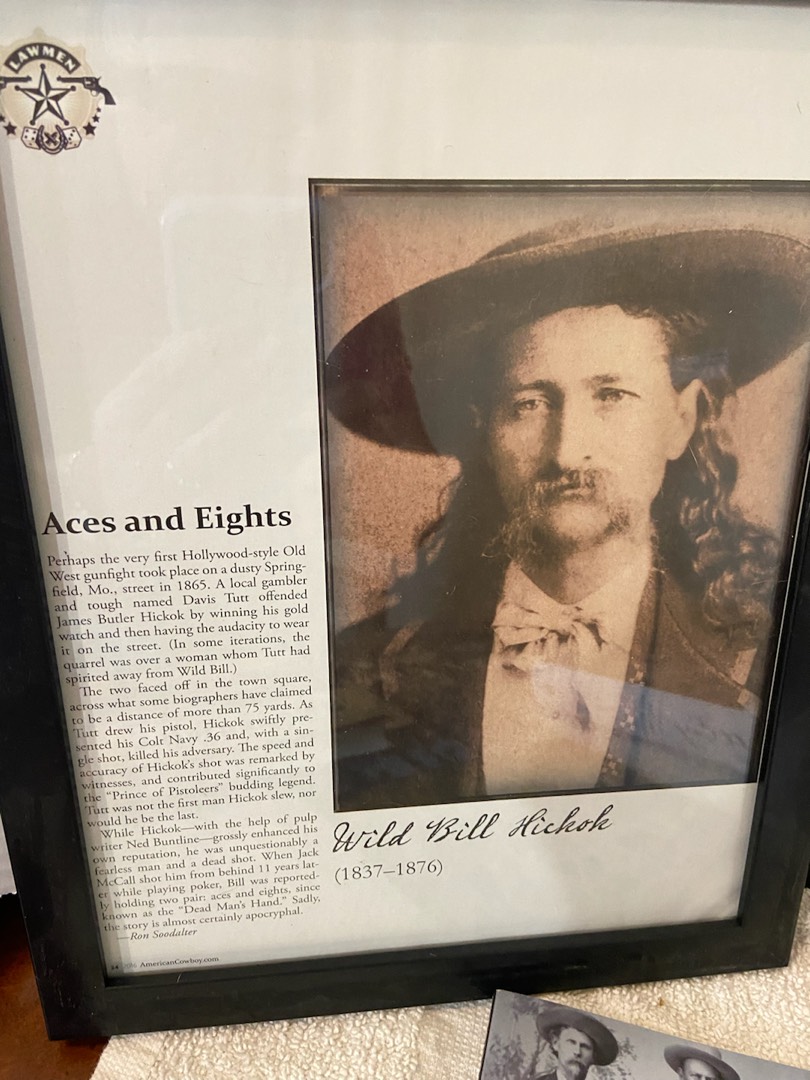 LAWMEN
Aces and Eights
Perhaps the very first Hollywood-style Old
West gunfight took place on a dusty Spring-
field, Mo., street in 1865. A local gambler
and tough named Davis Tutt offended
James Butler Hickok by winning his gold
watch and then having the audacity to wear
it on the street. (In some iterations, the
quarrel was over a woman whom Tutt had
spirited away from Wild Bill.)
The two faced off in the town square,
across what some biographers have claimed
to be a distance of more than 75 yards. As
Tutt drew his pistol, Hickok swiftly pre-
sented his Colt Navy .36 and, with a sin-
gle shot, killed his adversary. The speed and
accuracy of Hickok's shot was remarked by
witnesses, and contributed significantly to
the "Prince of Pistoleers" budding legend.
Tutt was not the first man Hickok slew, nor
would he be the last.
While Hickok—with the help of pulp
writer Ned Buntline—grossly enhanced his
own reputation, he was unquestionably a
fearless man and a dead shot. When Jack
McCall shot him from behind 11 years lat-
er while playing poker, Bill was reported-
ly holding two pair: aces and eights, since
known as the "Dead Man's Hand." Sadly,
the story is almost certainly apocryphal.
—Ron Soodalter
AmericanCowboy.com
Wild Bill Hickok
(1837–1876)